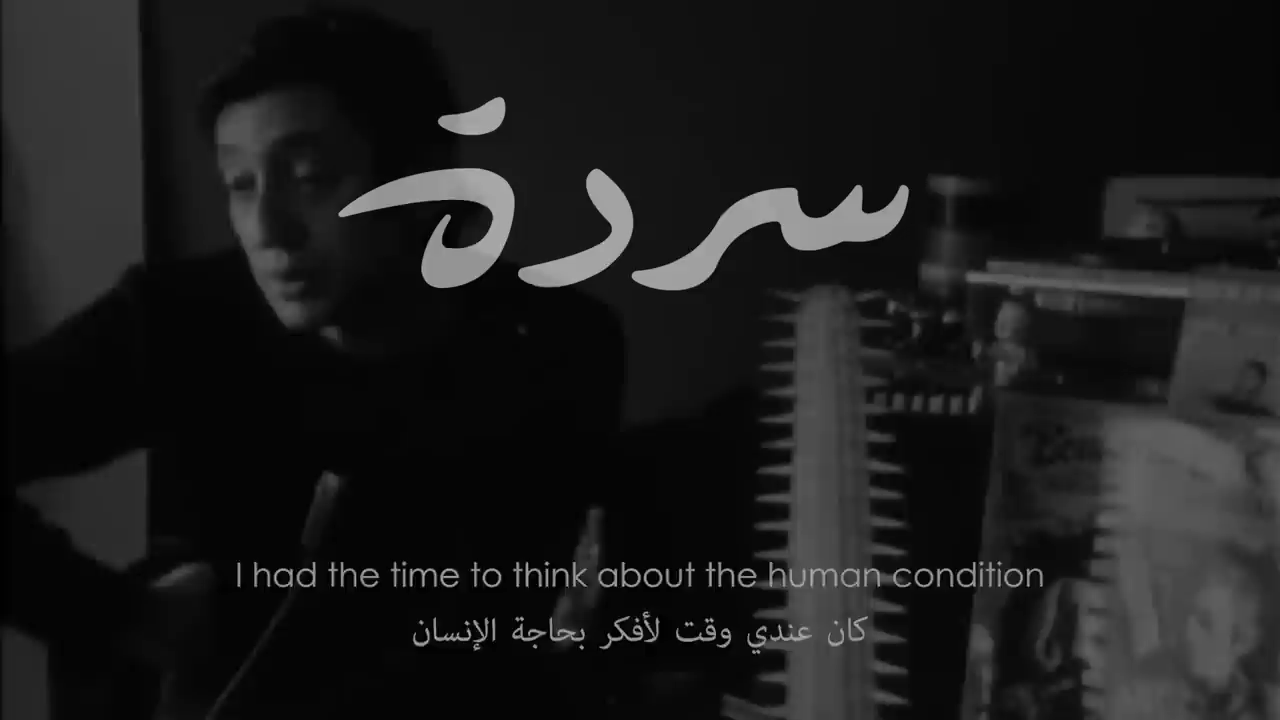 سردة
I had the time to think about the human condition
كان عندي وقت لأفكر بحاجة الإنسان